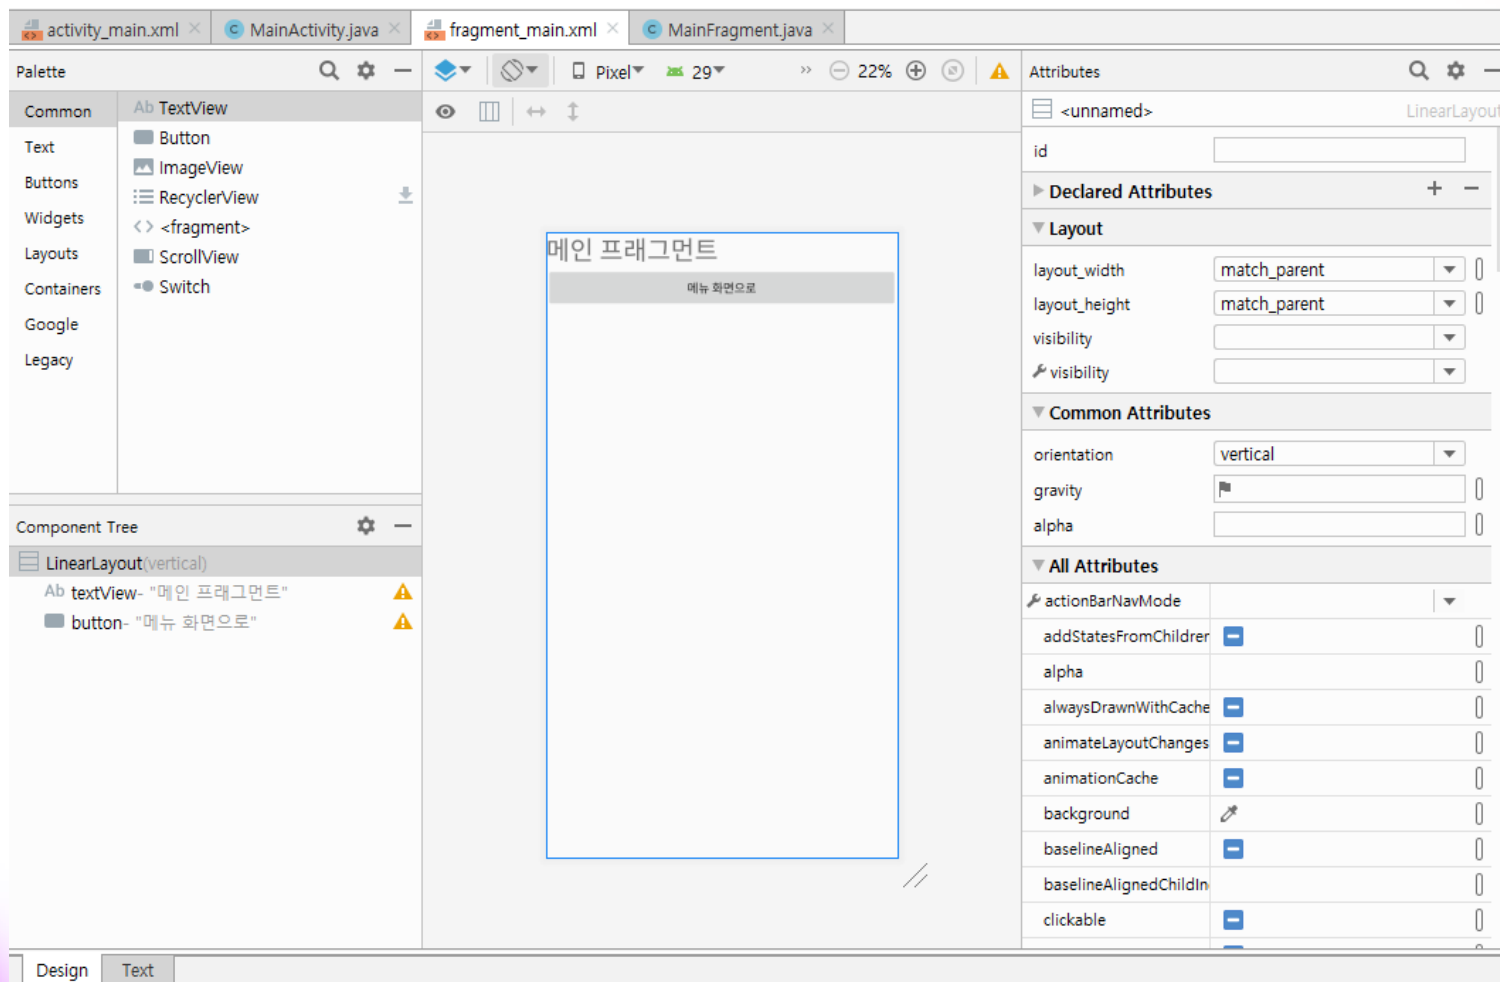 activity_main.xml MainActivity.java fragment_main.xml MainFragment.java
Palette
Common
Text
Buttons
Widgets
Layouts
Containers
Google
Legacy
Ab TextView
Button
ImageView
RecyclerView
<fragment>
ScrollView
Switch
Component Tree
LinearLayout(vertical)
Ab textView- "메인 프래그먼트"
button- "메뉴 화면으로"
Pixel 29 » 22%
메인 프래그먼트
메뉴 화면으로
Attributes
<unnamed> LinearLayout
id
Declared Attributes
Layout
layout_width match_parent
layout_height match_parent
visibility
visibility
Common Attributes
orientation vertical
gravity
alpha
All Attributes
actionBarNavMode
addStatesFromChildren
alpha
alwaysDrawnWithCache
animateLayoutChanges
animationCache
background
baselineAligned
baselineAlignedChildIn
clickable
Design Text